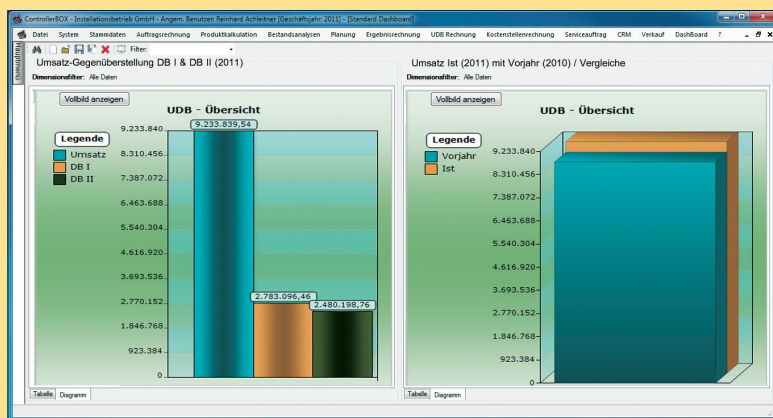 ControllerBOX - Installationsbetrieb GmbH - Angem. Benutzer: Reinhard Achleitner [Geschäftsjahr: 2011] - [Standard Dashboard]
Datei System Stammdaten Auftragsrechnung Produktkalkulation Bestandsanalysen Planung Ergebnisrechnung UDB Rechnung Kostenstellenrechnung Serviceauftrag CRM Verkauf DashBoard ?
Filter:
Hauptmenü
Umsatz-Gegenüberstellung DB I & DB II (2011)
Dimensionsfilter: Alle Daten
Vollbild anzeigen
UDB - Übersicht
Legende
Umsatz
DB I
DB II
9.233.840
8.310.456
7.387.072
6.463.688
5.540.304
4.616.920
3.693.536
2.770.152
1.846.768
923.384
0
9.233.839,54
2.783.096,46
2.480.198,76
Tabelle Diagramm
Umsatz Ist (2011) mit Vorjahr (2010) / Vergleiche
Dimensionsfilter: Alle Daten
Vollbild anzeigen
UDB - Übersicht
Legende
Vorjahr
Ist
9.233.840
8.310.456
7.387.072
6.463.688
5.540.304
4.616.920
3.693.536
2.770.152
1.846.768
923.384
0
Tabelle Diagramm